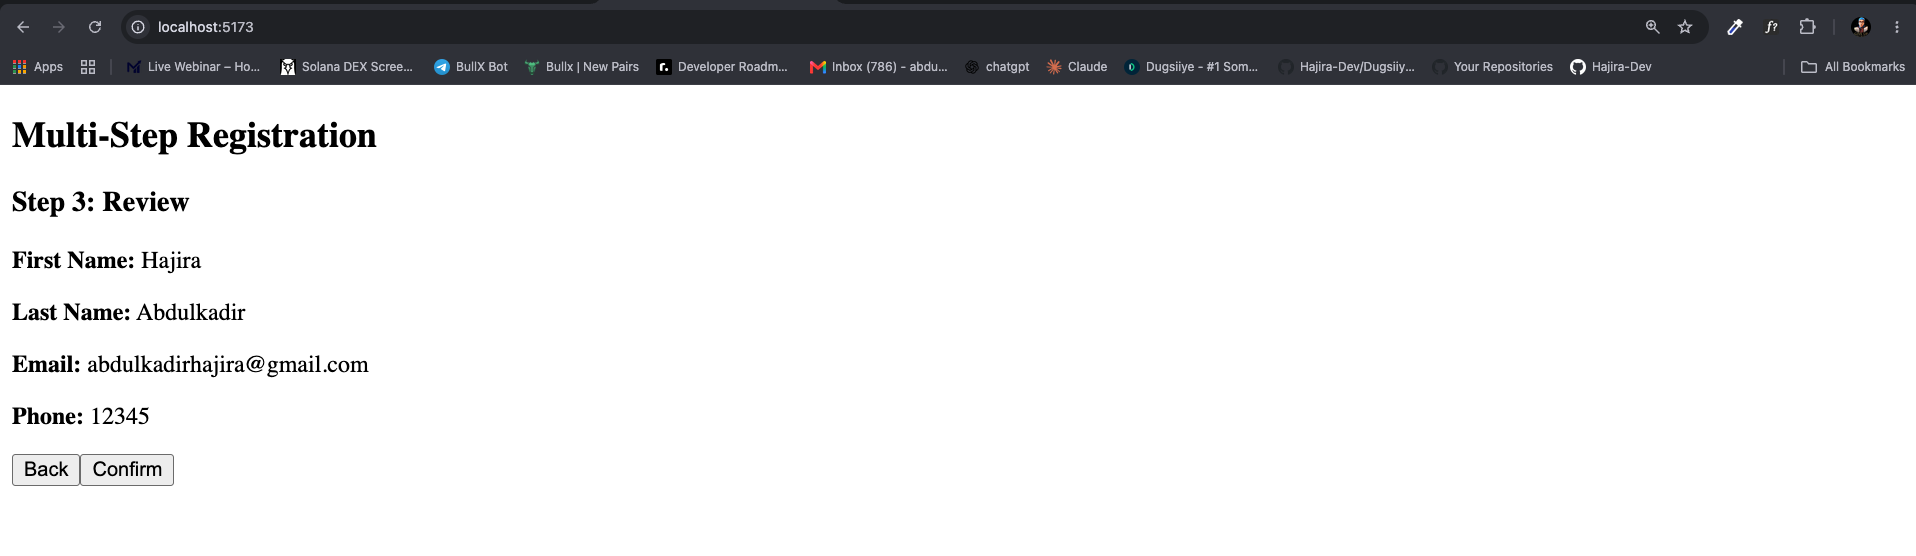 localhost:5173
Apps Live Webinar – Ho... Solana DEX Scree... BullX Bot Bullx | New Pairs Developer Roadm... Inbox (786) - abdu... chatgpt Claude Dugsiiye - #1 Som... Hajira-Dev/Dugsiiy... Your Repositories Hajira-Dev All Bookmarks
Multi-Step Registration
Step 3: Review
First Name: Hajira
Last Name: Abdulkadir
Email: abdulkadirhajira@gmail.com
Phone: 12345
Back Confirm